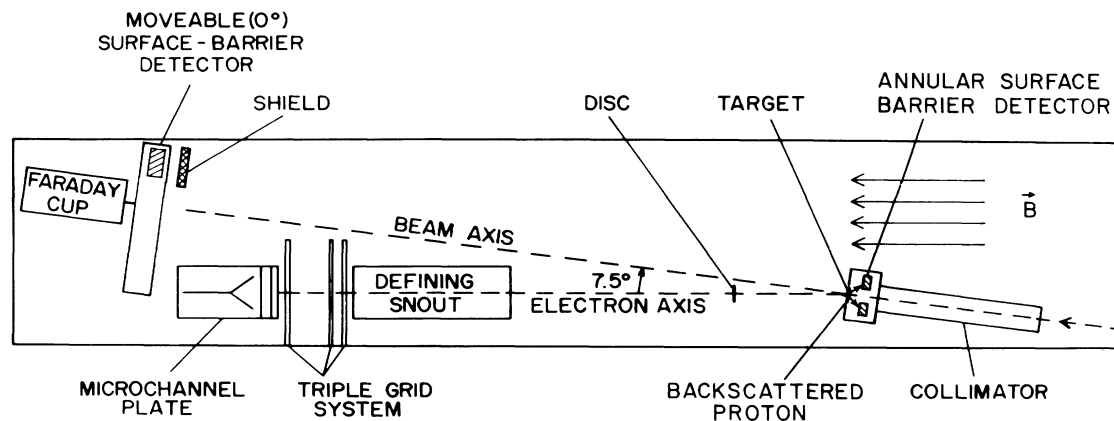 MOVEABLE (0°)
SURFACE-BARRIER
DETECTOR
SHIELD
DISC
TARGET
ANNULAR SURFACE
BARRIER DETECTOR
FARADAY
CUP
BEAM AXIS
B
7.5°
DEFINING
SNOUT
ELECTRON AXIS
MICROCHANNEL
PLATE
TRIPLE GRID
SYSTEM
BACKSCATTERED
PROTON
COLLIMATOR